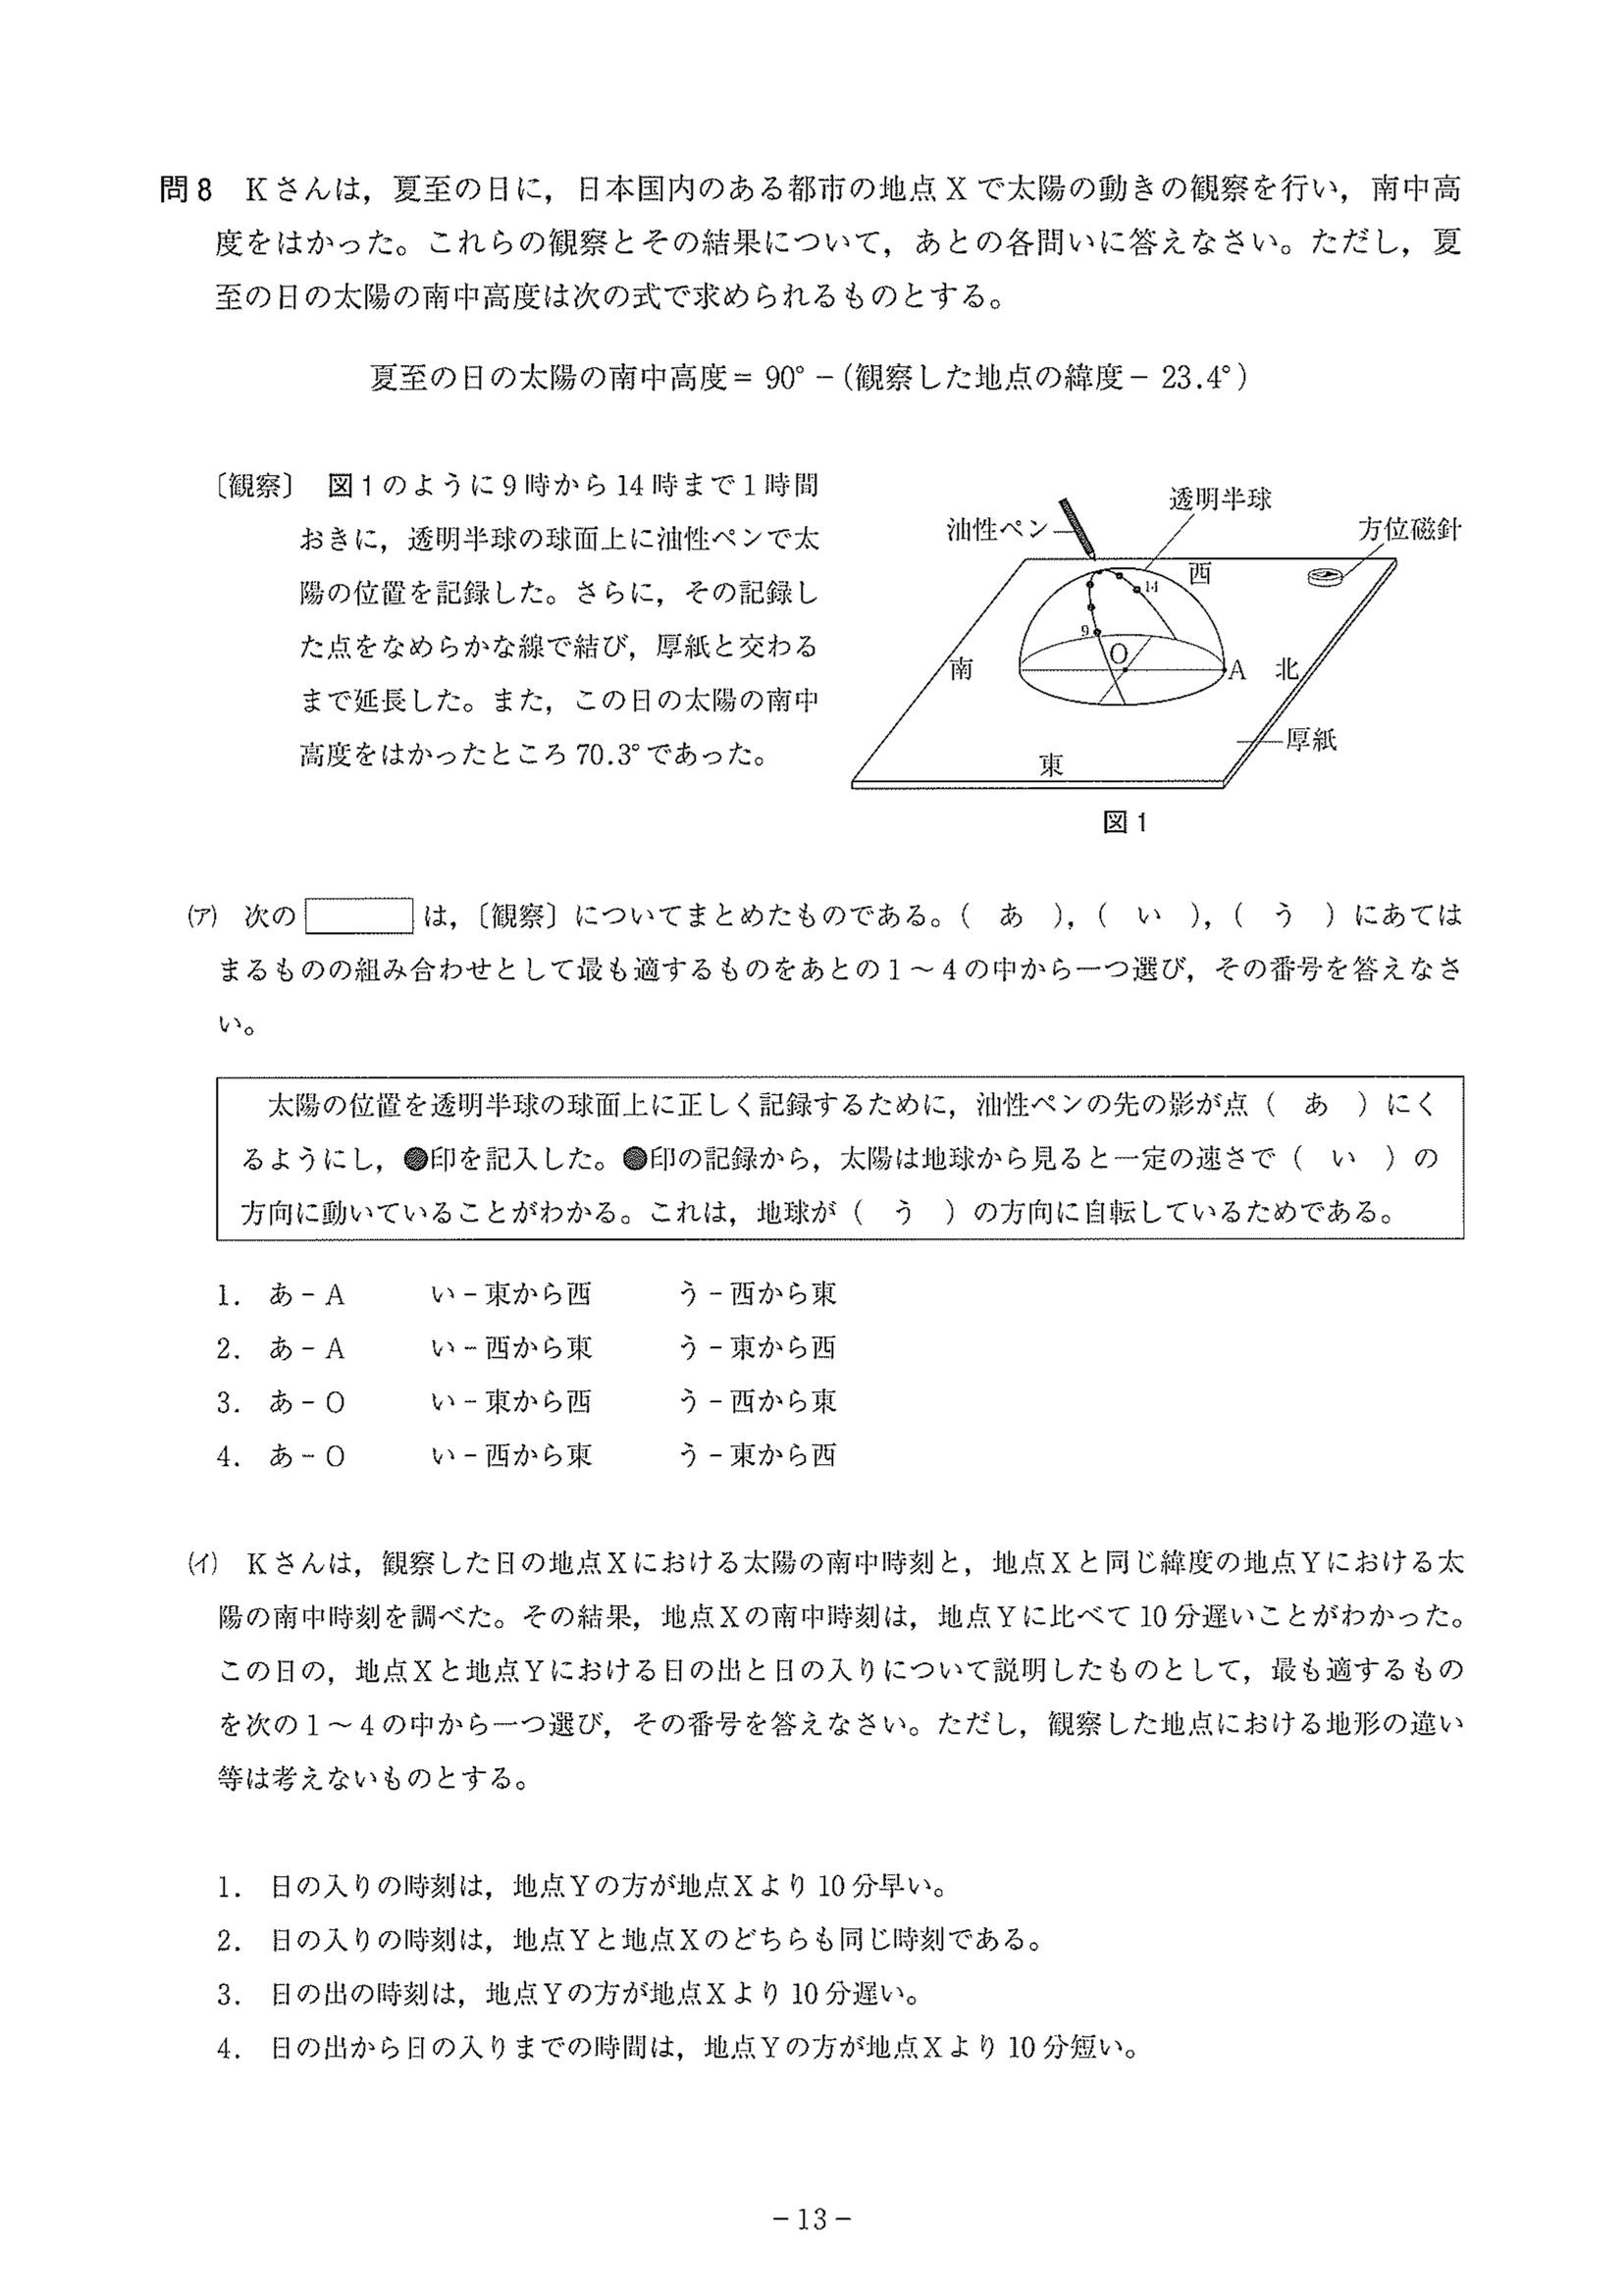 問8　Kさんは，夏至の日に，日本国内のある都市の地点Xで太陽の動きの観察を行い，南中高
度をはかった。これらの観察とその結果について，あとの各問いに答えなさい。ただし，夏
至の日の太陽の南中高度は次の式で求められるものとする。
夏至の日の太陽の南中高度＝ 90°－（観察した地点の緯度－ 23.4°）
〔観察〕　図1のように9時から14時まで1時間
おきに，透明半球の球面上に油性ペンで太
陽の位置を記録した。さらに，その記録し
た点をなめらかな線で結び，厚紙と交わる
まで延長した。また，この日の太陽の南中
高度をはかったところ70.3°であった。
透明半球
油性ペン
方位磁針
西
14
9
O
南
A
北
厚紙
東
図1
(ア)　次の　　　は，〔観察〕についてまとめたものである。（　あ　），（　い　），（　う　）にあては
まるものの組み合わせとして最も適するものをあとの1～4の中から一つ選び，その番号を答えなさ
い。
太陽の位置を透明半球の球面上に正しく記録するために，油性ペンの先の影が点（　あ　）にく
るようにし，●印を記入した。●印の記録から，太陽は地球から見ると一定の速さで（　い　）の
方向に動いていることがわかる。これは，地球が（　う　）の方向に自転しているためである。
1．あ－A　　い－東から西　　う－西から東
2．あ－A　　い－西から東　　う－東から西
3．あ－O　　い－東から西　　う－西から東
4．あ－O　　い－西から東　　う－東から西
(イ)　Kさんは，観察した日の地点Xにおける太陽の南中時刻と，地点Xと同じ緯度の地点Yにおける太
陽の南中時刻を調べた。その結果，地点Xの南中時刻は，地点Yに比べて10分遅いことがわかった。
この日の，地点Xと地点Yにおける日の出と日の入りについて説明したものとして，最も適するもの
を次の1～4の中から一つ選び，その番号を答えなさい。ただし，観察した地点における地形の違い
等は考えないものとする。
1．日の入りの時刻は，地点Yの方が地点Xより10分早い。
2．日の入りの時刻は，地点Yと地点Xのどちらも同じ時刻である。
3．日の出の時刻は，地点Yの方が地点Xより10分遅い。
4．日の出から日の入りまでの時間は，地点Yの方が地点Xより10分短い。
－13－